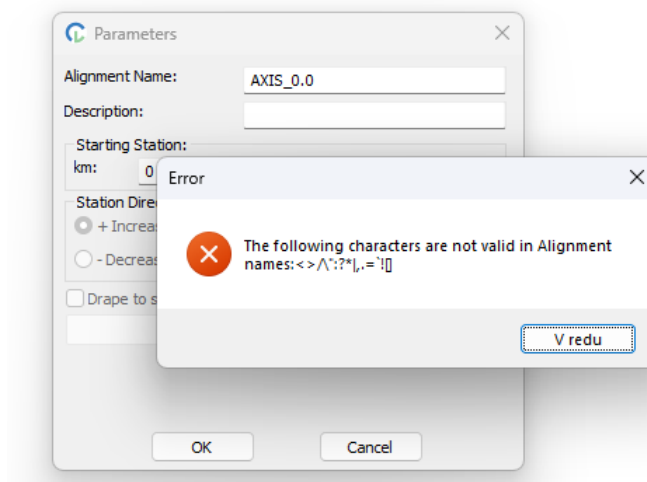 Parameters
Alignment Name:
AXIS_0.0
Description:
Starting Station:
km:
0
Error
Station Dire
+ Increa
- Decreas
The following characters are not valid in Alignment
names:<>/\":?*|,.=`![]
Drape to s
V redu
OK
Cancel